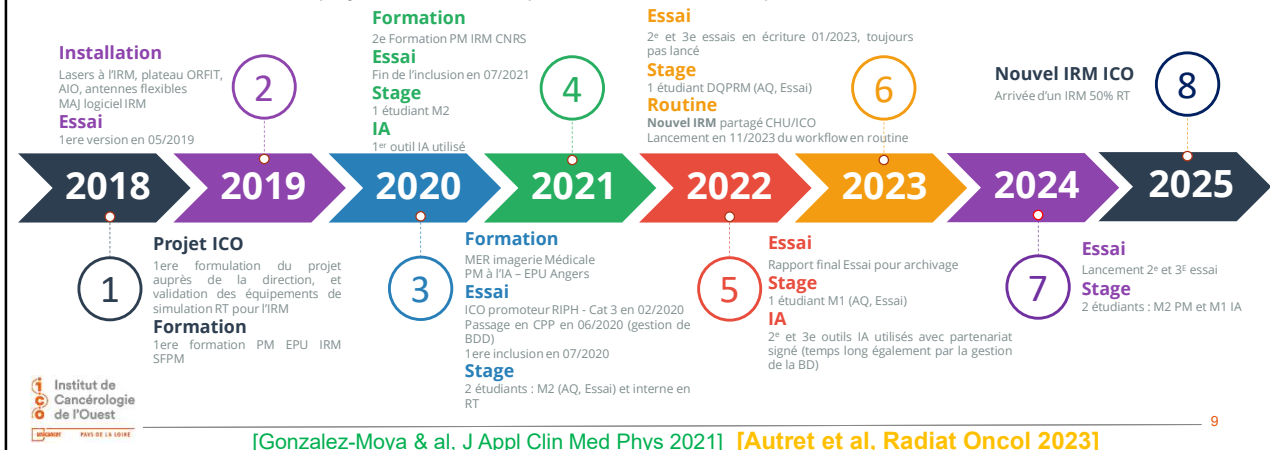 Installation
Lasers à l'IRM, plateau ORFIT,
AIO, antennes flexibles
MAJ logiciel IRM
Essai
1ere version en 05/2019
2
Formation
2e Formation PM IRM CNRS
Essai
Fin de l'inclusion en 07/2021
Stage
1 étudiant M2
IA
1er outil IA utilisé
4
Essai
2e et 3e essais en écriture 01/2023, toujours
pas lancé
Stage
1 étudiant DQPRM (AQ, Essai)
Routine
Nouvel IRM partagé CHU/ICO
Lancement en 11/2023 du workflow en routine
6
Nouvel IRM ICO
Arrivée d'un IRM 50% RT
8
2018
2019
2020
2021
2022
2023
2024
2025
1
Projet ICO
1ere formulation du projet
auprès de la direction, et
validation des équipements de
simulation RT pour l'IRM
Formation
1ere formation PM EPU IRM
SFPM
3
Formation
MER imagerie Médicale
PM à l'IA – EPU Angers
Essai
ICO promoteur RIPH - Cat 3 en 02/2020
Passage en CPP en 06/2020 (gestion de
BDD)
1ere inclusion en 07/2020
Stage
2 étudiants : M2 (AQ, Essai) et interne en
RT
5
Essai
Rapport final Essai pour archivage
Stage
1 étudiant M1 (AQ, Essai)
IA
2e et 3e outils IA utilisés avec partenariat
signé (temps long également par la gestion
de la BD)
7
Essai
Lancement 2e et 3E essai
Stage
2 étudiants : M2 PM et M1 IA
ico
Institut de
Cancérologie
de l'Ouest
unicancer PAYS DE LA LOIRE
9
[Gonzalez-Moya & al, J Appl Clin Med Phys 2021] [Autret et al, Radiat Oncol 2023]